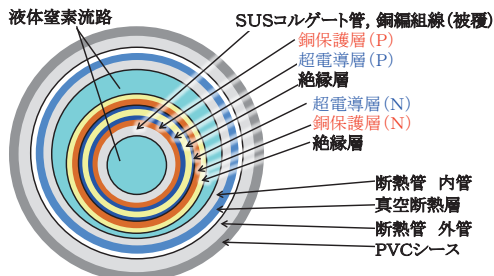 液体窒素流路
SUSコルゲート管, 銅編組線(被覆)
銅保護層(P)
超電導層(P)
絶縁層
超電導層(N)
銅保護層(N)
絶縁層
断熱管 内管
真空断熱層
断熱管 外管
PVCシース